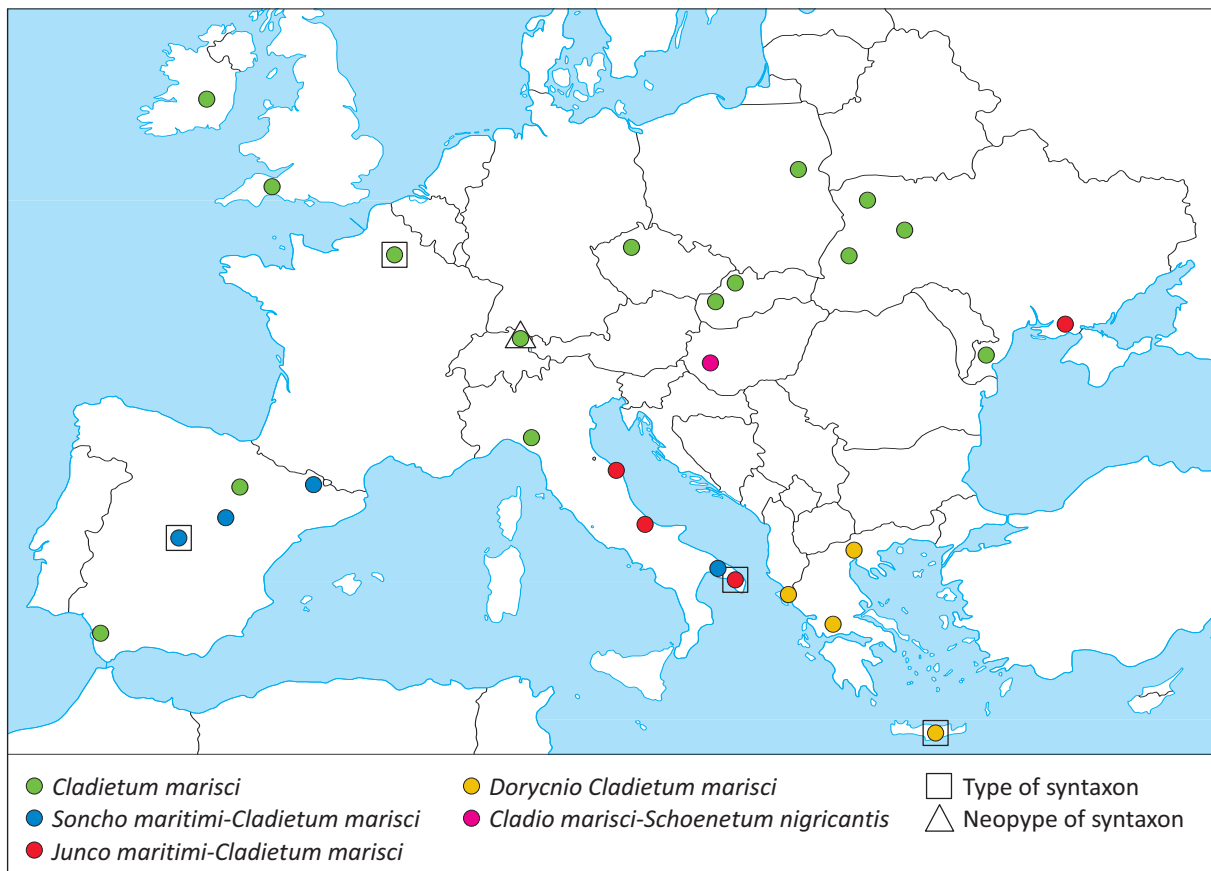 Cladietum marisci
Soncho maritimi-Cladietum marisci
Junco maritimi-Cladietum marisci
Dorycnio Cladietum marisci
Cladio marisci-Schoenetum nigricantis
Type of syntaxon
Neopype of syntaxon